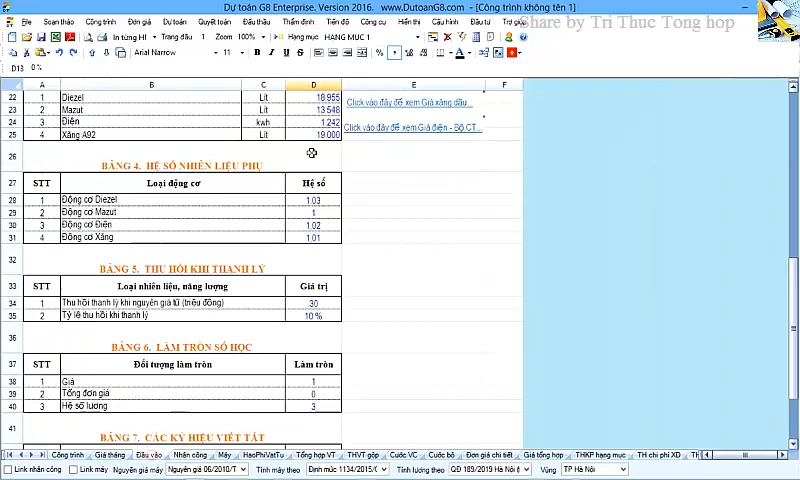 Dự toán G8 Enterprise. Version 2016. www.DutoanG8.com - [Công trình không tên 1]
Share by Tri Thuc Tong hop
File Soạn thảo Công trình Đơn giá Dự toán Quyết toán Đấu thầu Thẩm định Tiến độ Công cụ Hiển thị Đầu tư Trợ giúp
In từng HI Trang đầu 1 Zoom 100% Hạng mục HẠNG MỤC 1
Arial Narrow
D13 0 %
A B C D E F
22 1 Diezel Lít 18.955 Click vào đây để xem Giá xăng dầu...
23 2 Mazut Lít 13.548
24 3 Điện kwh 1.242 Click vào đây để xem Giá điện - Bộ CT...
25 4 Xăng A92 Lít 19.000
26 BẢNG 4. HỆ SỐ NHIÊN LIỆU PHỤ
27 STT Loại động cơ Hệ số
28 1 Động cơ Diezel 1,03
29 2 Động cơ Mazut 1
30 3 Động cơ Điện 1,02
31 4 Động cơ Xăng 1,01
32 BẢNG 5. THU HỒI KHI THANH LÝ
33 STT Loại nhiên liệu, năng lượng Giá trị
34 1 Thu hồi thanh lý khi nguyên giá từ (triệu đồng) 30
35 2 Tỷ lệ thu hồi khi thanh lý 10 %
36 BẢNG 6. LÀM TRÒN SỐ HỌC
37 STT Đối tượng làm tròn Làm tròn
38 1 Giá 1
39 2 Tổng đơn giá 0
40 3 Hệ số lương 3
41 BẢNG 7. CÁC KÝ HIỆU VIẾT TẮT
Công trình Giá tháng Đầu vào Nhân công Máy HaoPhiVatTu Tổng hợp VT THVT gộp Cước VC Cước bộ Đơn giá chi tiết Giá tổng hợp THKP hạng mục TH chi phí XD TH
Link nhân công Link máy Nguyên giá máy Nguyên giá 06/2010/T Tính máy theo Định mức 1134/2015/ Tính lương theo QĐ 189/2019 Hà Nội ( Vùng TP Hà Nội